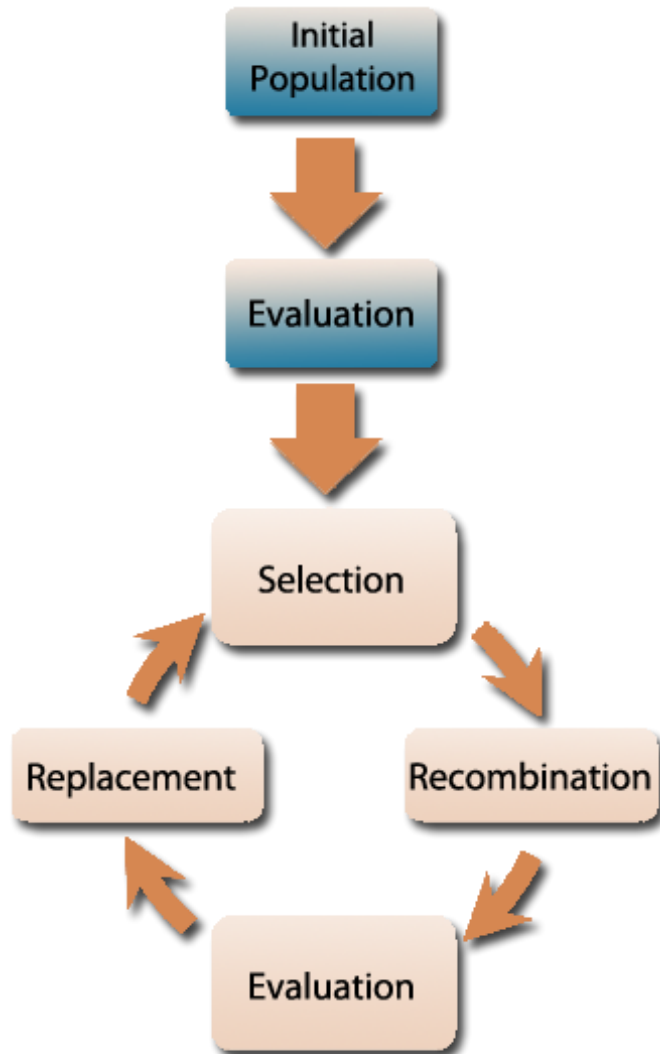 Initial
Population
Evaluation
Selection
Replacement
Recombination
Evaluation